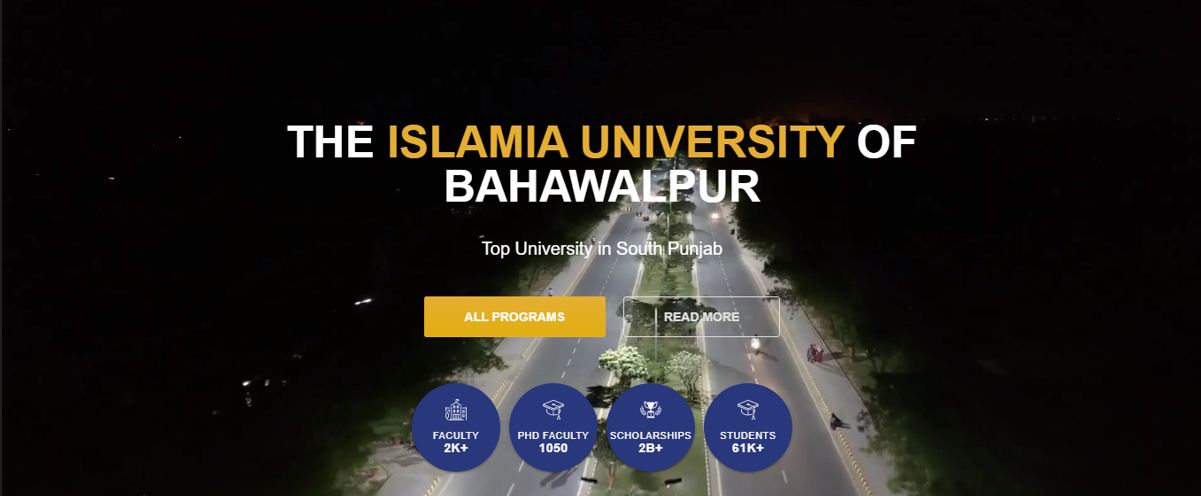 THE ISLAMIA UNIVERSITY OF
BAHAWALPUR
Top University in South Punjab
ALL PROGRAMS
READ MORE
FACULTY
2K+
PHD FACULTY
1050
SCHOLARSHIPS
2B+
STUDENTS
61K+